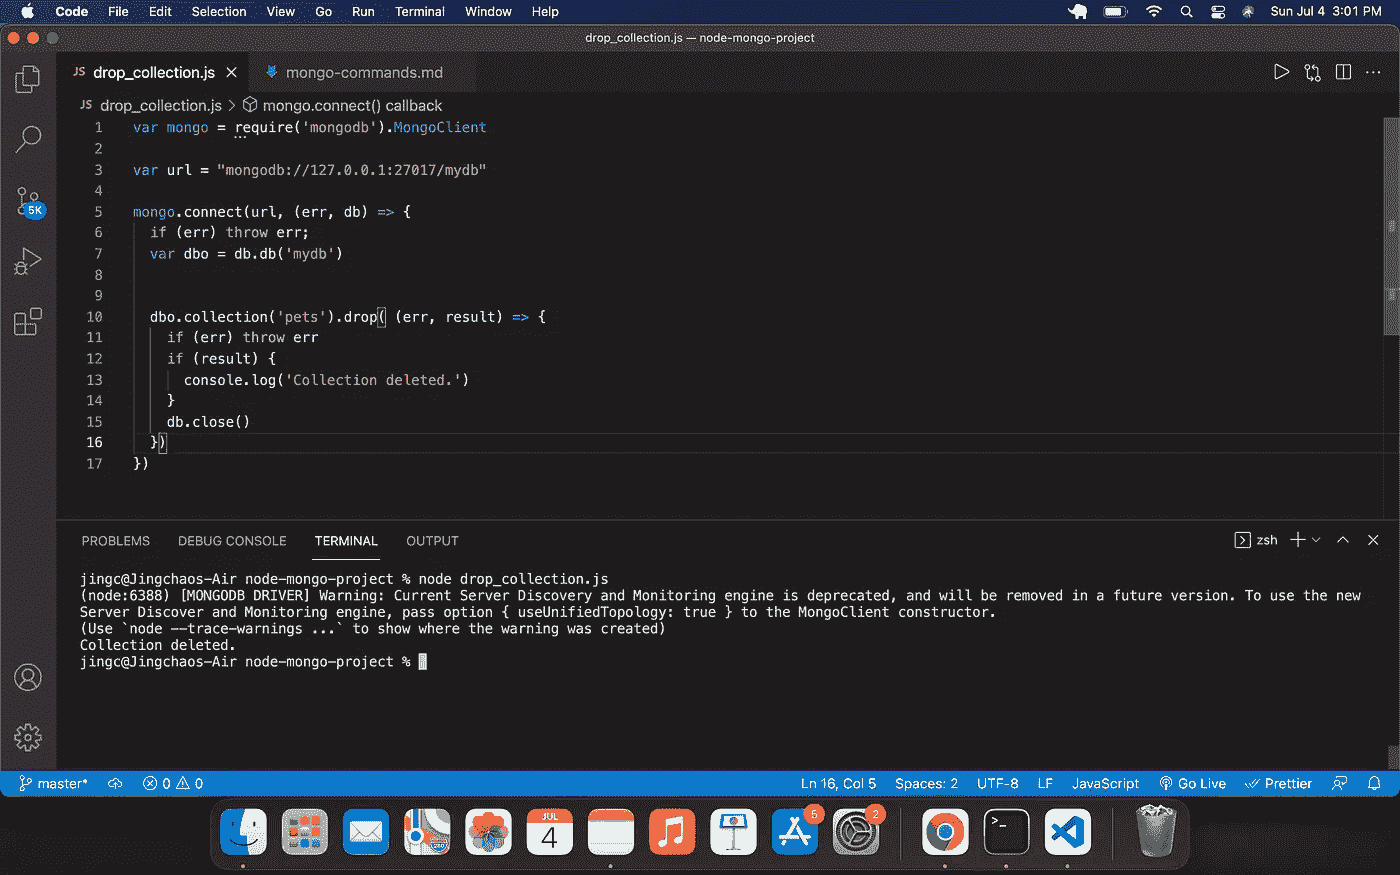 Code File Edit Selection View Go Run Terminal Window Help Sun Jul 4 3:01 PM
drop_collection.js — node-mongo-project
JS drop_collection.js mongo-commands.md
JS drop_collection.js > mongo.connect() callback
1 var mongo = require('mongodb').MongoClient
2
3 var url = "mongodb://127.0.0.1:27017/mydb"
4
5 mongo.connect(url, (err, db) => {
6 if (err) throw err;
7 var dbo = db.db('mydb')
8
9
10 dbo.collection('pets').drop( (err, result) => {
11 if (err) throw err
12 if (result) {
13 console.log('Collection deleted.')
14 }
15 db.close()
16 })
17 })
5K
PROBLEMS DEBUG CONSOLE TERMINAL OUTPUT zsh
jingc@Jingchaos-Air node-mongo-project % node drop_collection.js
(node:6388) [MONGODB DRIVER] Warning: Current Server Discovery and Monitoring engine is deprecated, and will be removed in a future version. To use the new
Server Discover and Monitoring engine, pass option { useUnifiedTopology: true } to the MongoClient constructor.
(Use `node --trace-warnings ...` to show where the warning was created)
Collection deleted.
jingc@Jingchaos-Air node-mongo-project %
master* 0 0 Ln 16, Col 5 Spaces: 2 UTF-8 LF JavaScript Go Live Prettier
JUL 5 2
4
280